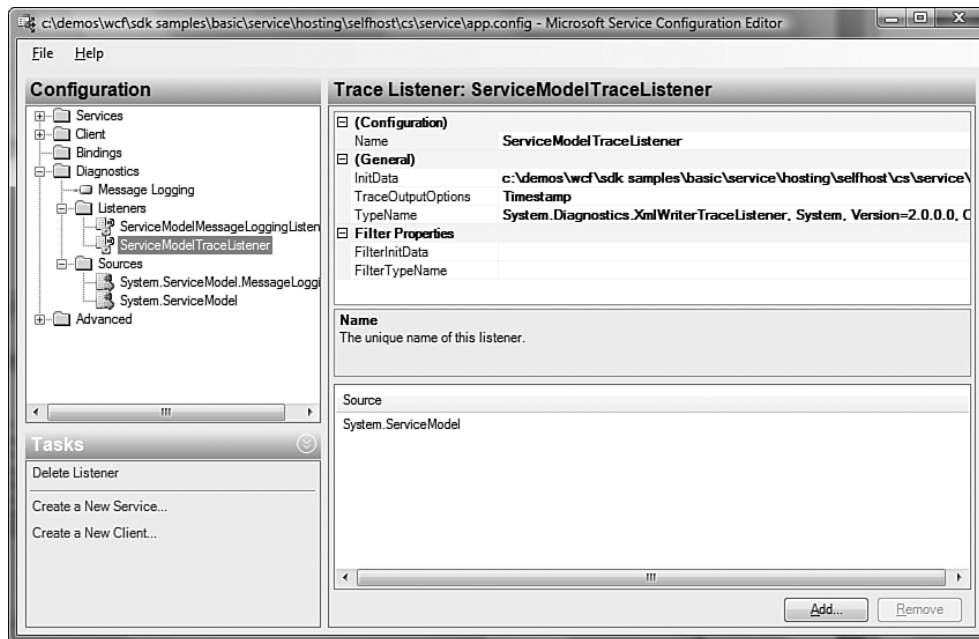 c:\demos\wcf\sdk samples\basic\service\hosting\selfhost\cs\service\app.config - Microsoft Service Configuration Editor
File Help
Configuration
Services
Client
Bindings
Diagnostics
Message Logging
Listeners
ServiceModelMessageLoggingListen
ServiceModelTraceListener
Sources
System.ServiceModel.MessageLoggi
System.ServiceModel
Advanced
Tasks
Delete Listener
Create a New Service...
Create a New Client...
Trace Listener: ServiceModelTraceListener
(Configuration)
Name ServiceModelTraceListener
(General)
InitData c:\demos\wcf\sdk samples\basic\service\hosting\selfhost\cs\service\
TraceOutputOptions Timestamp
TypeName System.Diagnostics.XmlWriterTraceListener, System, Version=2.0.0.0, C
Filter Properties
FilterInitData
FilterTypeName
Name
The unique name of this listener.
Source
System.ServiceModel
Add... Remove